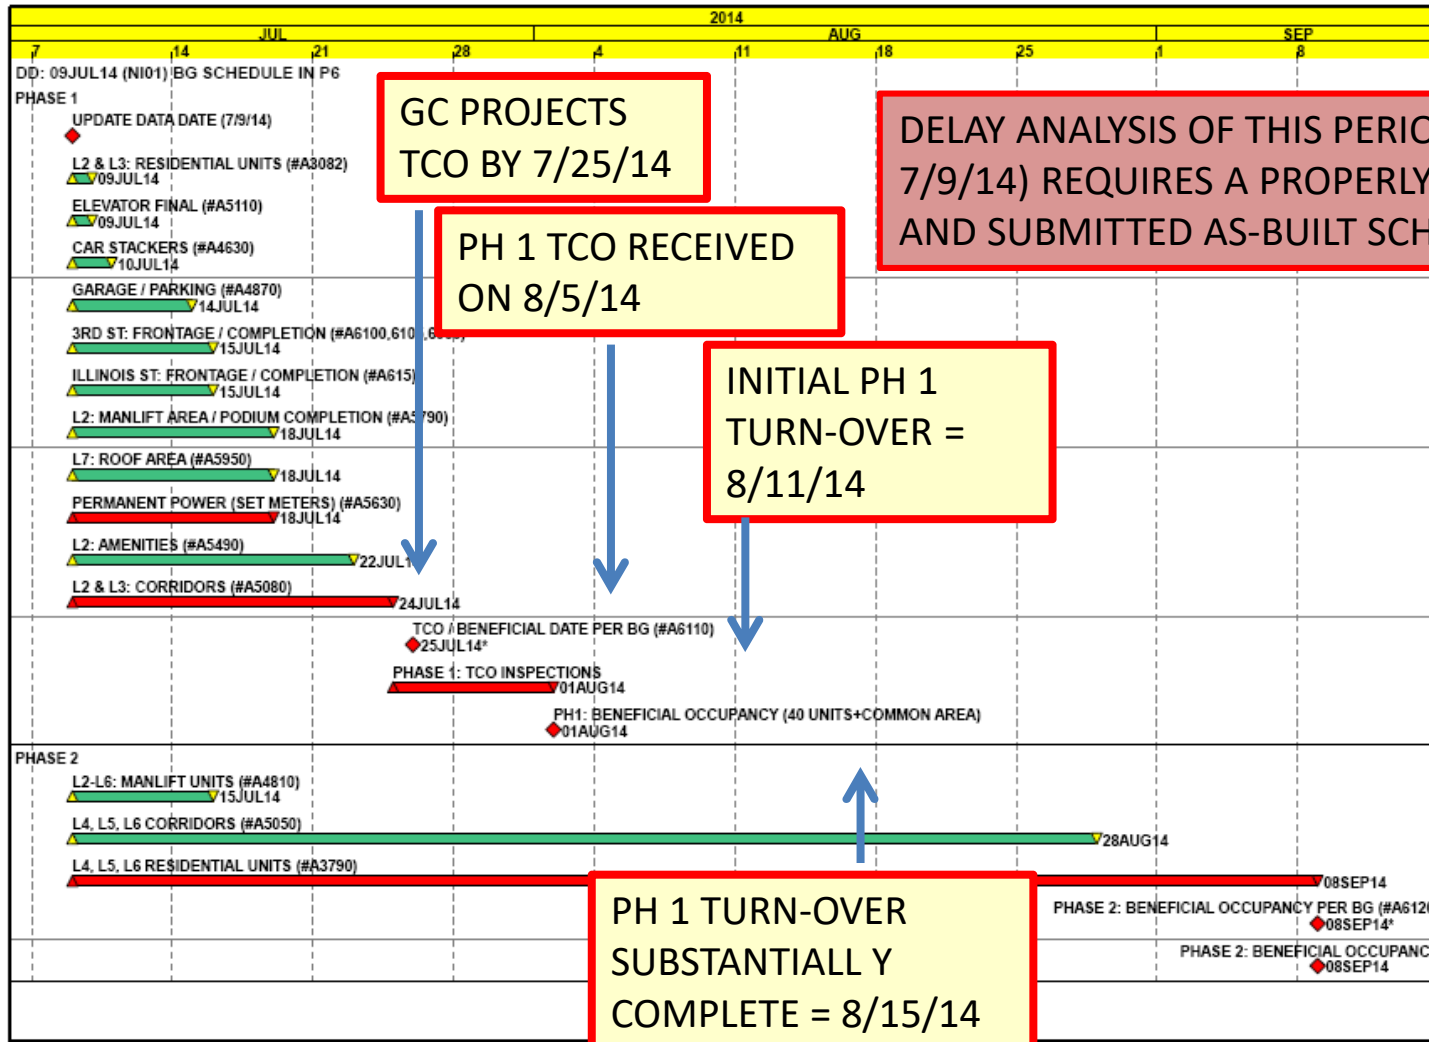 2014
JUL AUG SEP
7 14 21 28 4 11 18 25 1 8
DD: 09JUL14 (NI01) BG SCHEDULE IN P6
PHASE 1
UPDATE DATA DATE (7/9/14)
GC PROJECTS
TCO BY 7/25/14
DELAY ANALYSIS OF THIS PERIO
7/9/14) REQUIRES A PROPERLY
AND SUBMITTED AS-BUILT SCH
L2 & L3: RESIDENTIAL UNITS (#A3082)
09JUL14
ELEVATOR FINAL (#A5110)
09JUL14
CAR STACKERS (#A4630)
10JUL14
PH 1 TCO RECEIVED
ON 8/5/14
GARAGE / PARKING (#A4870)
14JUL14
3RD ST: FRONTAGE / COMPLETION (#A6100,610
15JUL14
ILLINOIS ST: FRONTAGE / COMPLETION (#A615)
15JUL14
INITIAL PH 1
TURN-OVER =
8/11/14
L2: MANLIFT AREA / PODIUM COMPLETION (#A5790)
18JUL14
L7: ROOF AREA (#A5950)
18JUL14
PERMANENT POWER (SET METERS) (#A5630)
18JUL14
L2: AMENITIES (#A5490)
22JUL1
L2 & L3: CORRIDORS (#A5080)
24JUL14
TCO / BENEFICIAL DATE PER BG (#A6110)
25JUL14*
PHASE 1: TCO INSPECTIONS
01AUG14
PH1: BENEFICIAL OCCUPANCY (40 UNITS+COMMON AREA)
01AUG14
PHASE 2
L2-L6: MANLIFT UNITS (#A4810)
15JUL14
L4, L5, L6 CORRIDORS (#A5050)
28AUG14
L4, L5, L6 RESIDENTIAL UNITS (#A3790)
08SEP14
PH 1 TURN-OVER
SUBSTANTIALL Y
COMPLETE = 8/15/14
PHASE 2: BENEFICIAL OCCUPANCY PER BG (#A6120
08SEP14*
PHASE 2: BENEFICIAL OCCUPANC
08SEP14